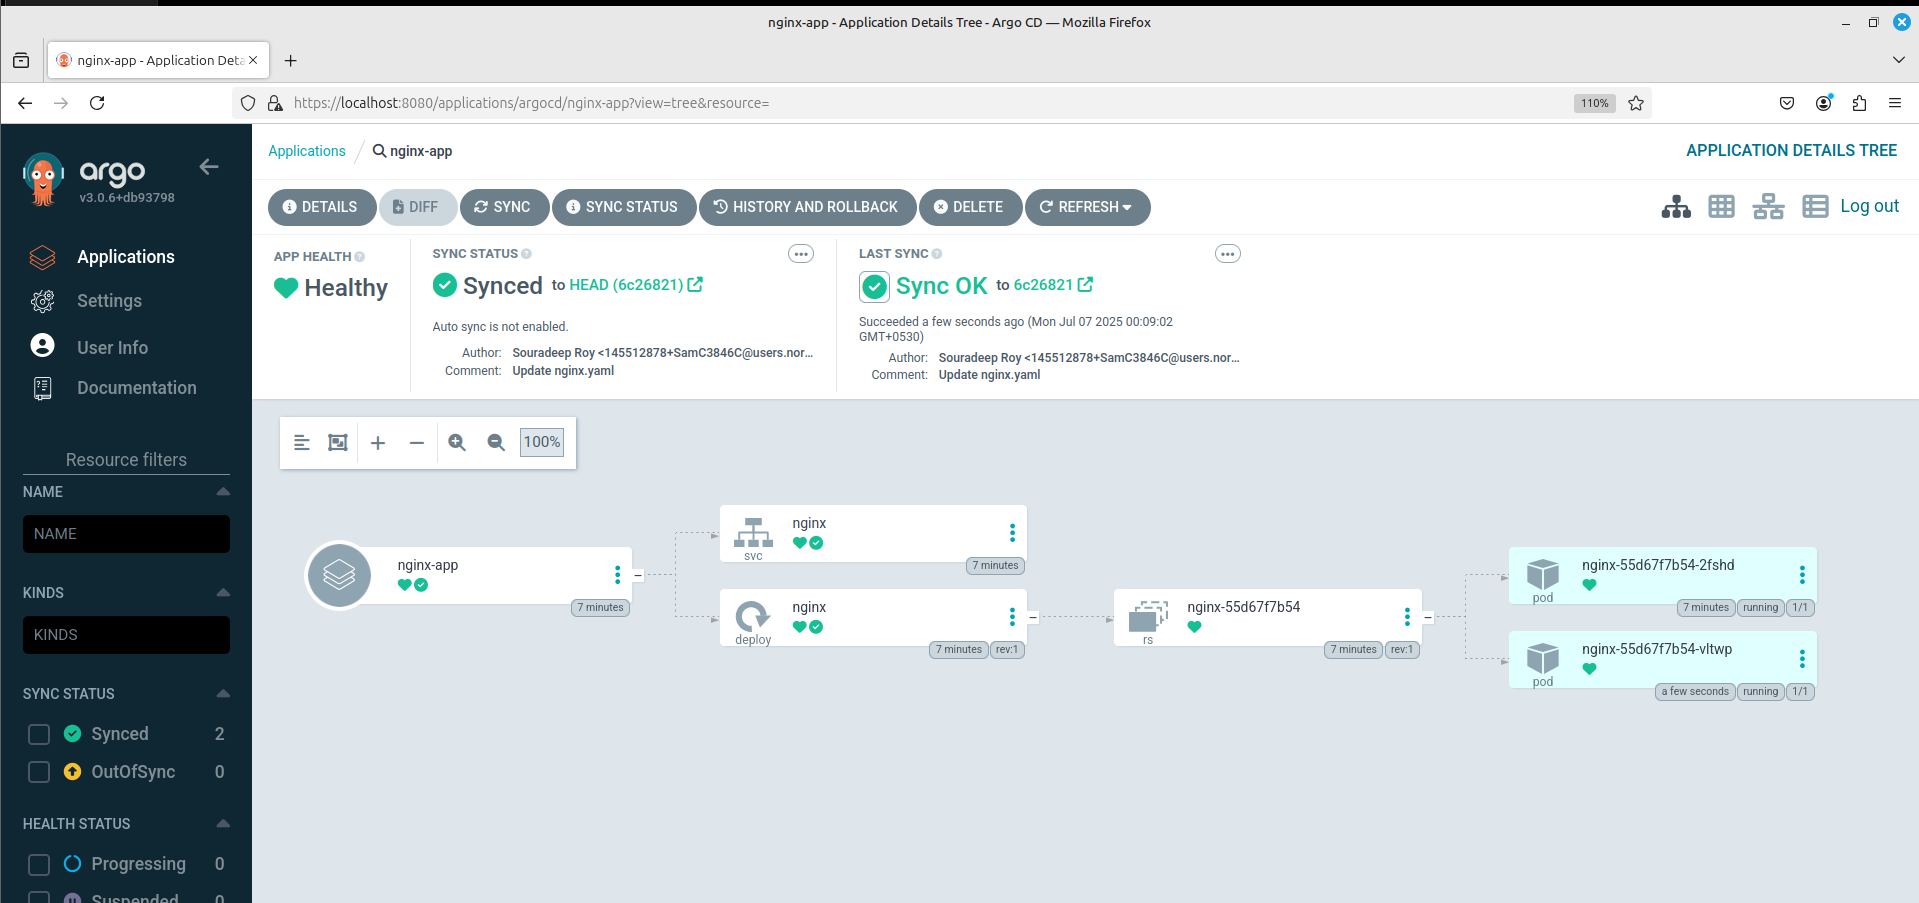 nginx-app - Application Details Tree - Argo CD — Mozilla Firefox
nginx-app - Application Deta
https://localhost:8080/applications/argocd/nginx-app?view=tree&resource=
110%
argo
v3.0.6+db93798
Applications
Settings
User Info
Documentation
Resource filters
NAME
NAME
KINDS
KINDS
SYNC STATUS
Synced 2
OutOfSync 0
HEALTH STATUS
Progressing 0
Suspended 0
Applications / nginx-app
APPLICATION DETAILS TREE
DETAILS DIFF SYNC SYNC STATUS HISTORY AND ROLLBACK DELETE REFRESH
Log out
APP HEALTH
Healthy
SYNC STATUS
Synced to HEAD (6c26821)
Auto sync is not enabled.
Author: Souradeep Roy <145512878+SamC3846C@users.nor...
Comment: Update nginx.yaml
LAST SYNC
Sync OK to 6c26821
Succeeded a few seconds ago (Mon Jul 07 2025 00:09:02
GMT+0530)
Author: Souradeep Roy <145512878+SamC3846C@users.nor...
Comment: Update nginx.yaml
100%
nginx-app
7 minutes
nginx
svc
7 minutes
nginx
deploy
7 minutes rev:1
nginx-55d67f7b54
rs
7 minutes rev:1
nginx-55d67f7b54-2fshd
pod
7 minutes running 1/1
nginx-55d67f7b54-vltwp
pod
a few seconds running 1/1